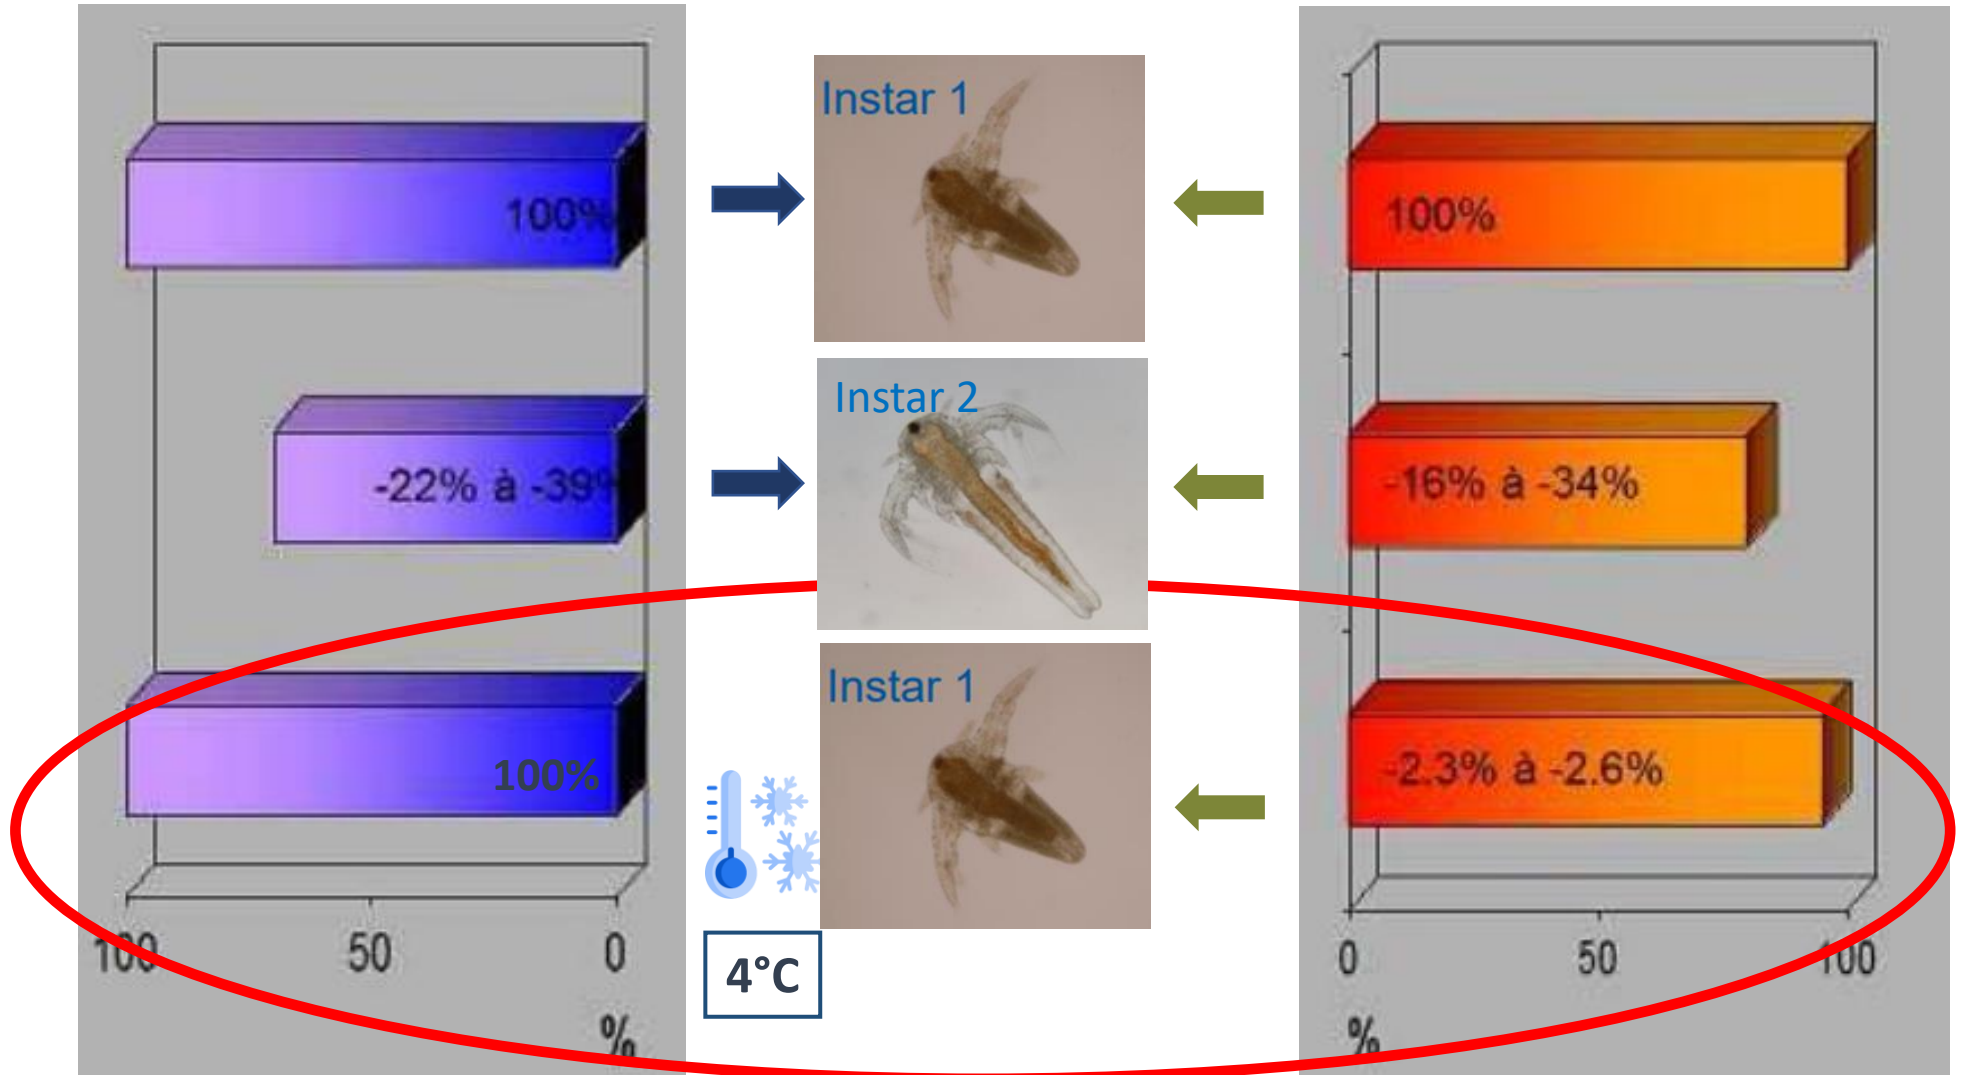 Instar 1
100%
100%
Instar 2
-22% à -39%
-16% à -34%
Instar 1
100%
-2.3% à -2.6%
4°C
100 50 0
%
0 50 100
%